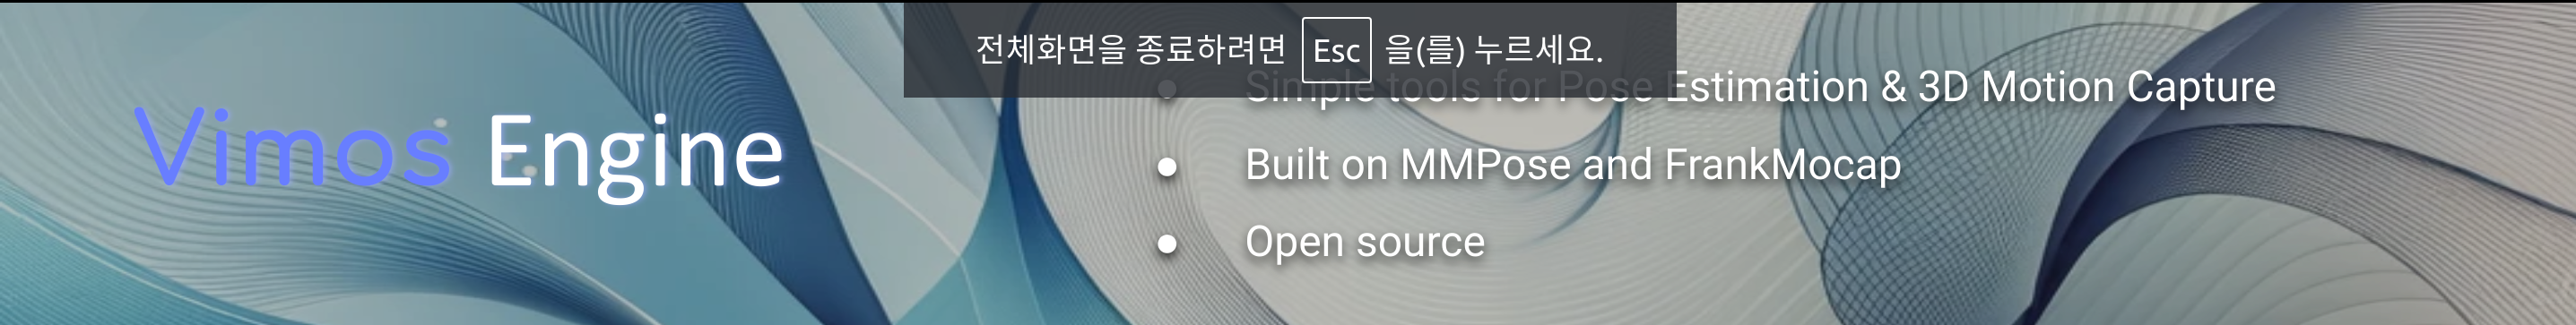 전체화면을 종료하려면 Esc 을(를) 누르세요.
Vimos Engine
Simple tools for Pose Estimation & 3D Motion Capture
Built on MMPose and FrankMocap
Open source